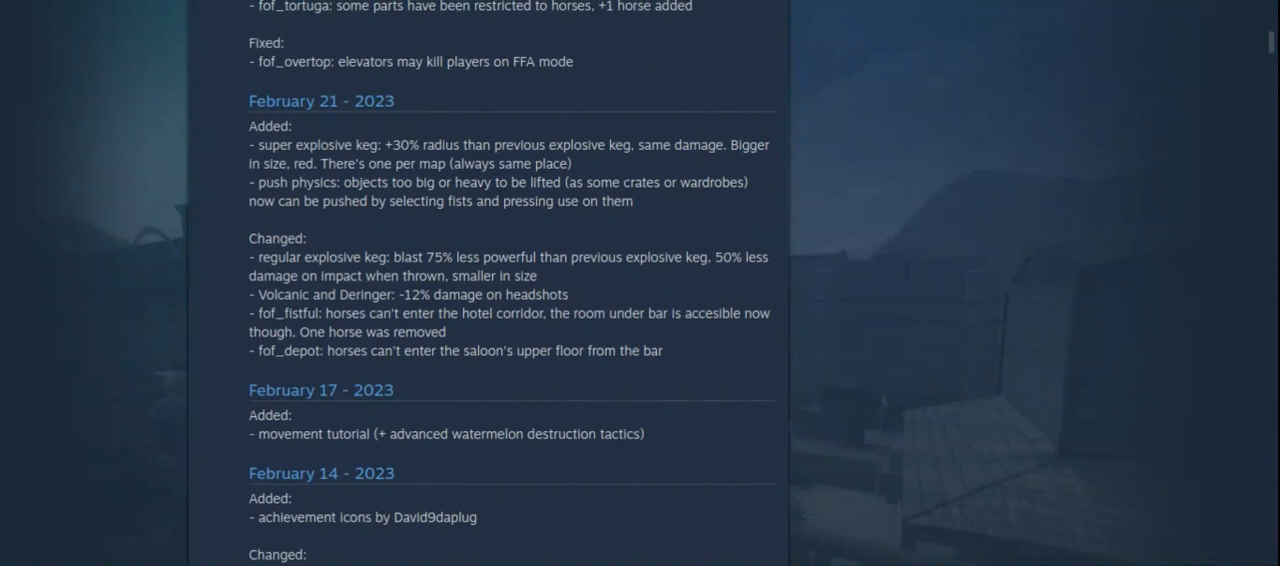 - fof_tortuga: some parts have been restricted to horses, +1 horse added
Fixed:
- fof_overtop: elevators may kill players on FFA mode
February 21 - 2023
Added:
- super explosive keg: +30% radius than previous explosive keg, same damage. Bigger
in size, red. There's one per map (always same place)
- push physics: objects too big or heavy to be lifted (as some crates or wardrobes)
now can be pushed by selecting fists and pressing use on them
Changed:
- regular explosive keg: blast 75% less powerful than previous explosive keg, 50% less
damage on impact when thrown, smaller in size
- Volcanic and Deringer: -12% damage on headshots
- fof_fistful: horses can't enter the hotel corridor, the room under bar is accesible now
though. One horse was removed
- fof_depot: horses can't enter the saloon's upper floor from the bar
February 17 - 2023
Added:
- movement tutorial (+ advanced watermelon destruction tactics)
February 14 - 2023
Added:
- achievement icons by David9daplug
Changed: